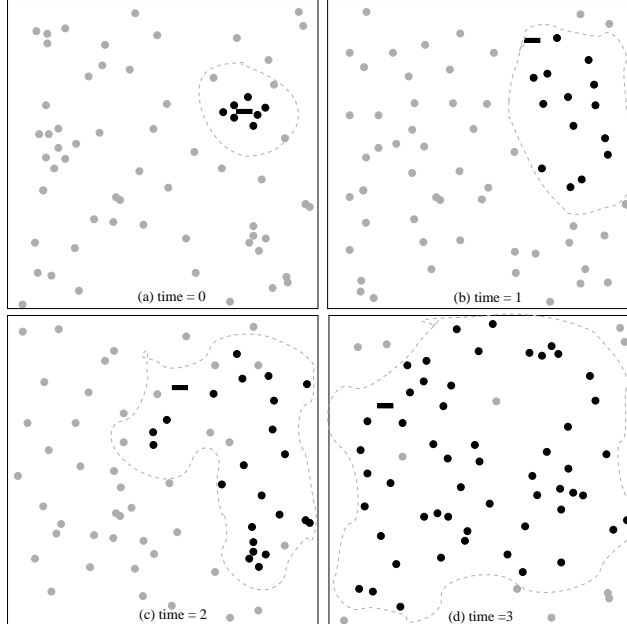 (a) time = 0
(b) time = 1
(c) time = 2
(d) time =3